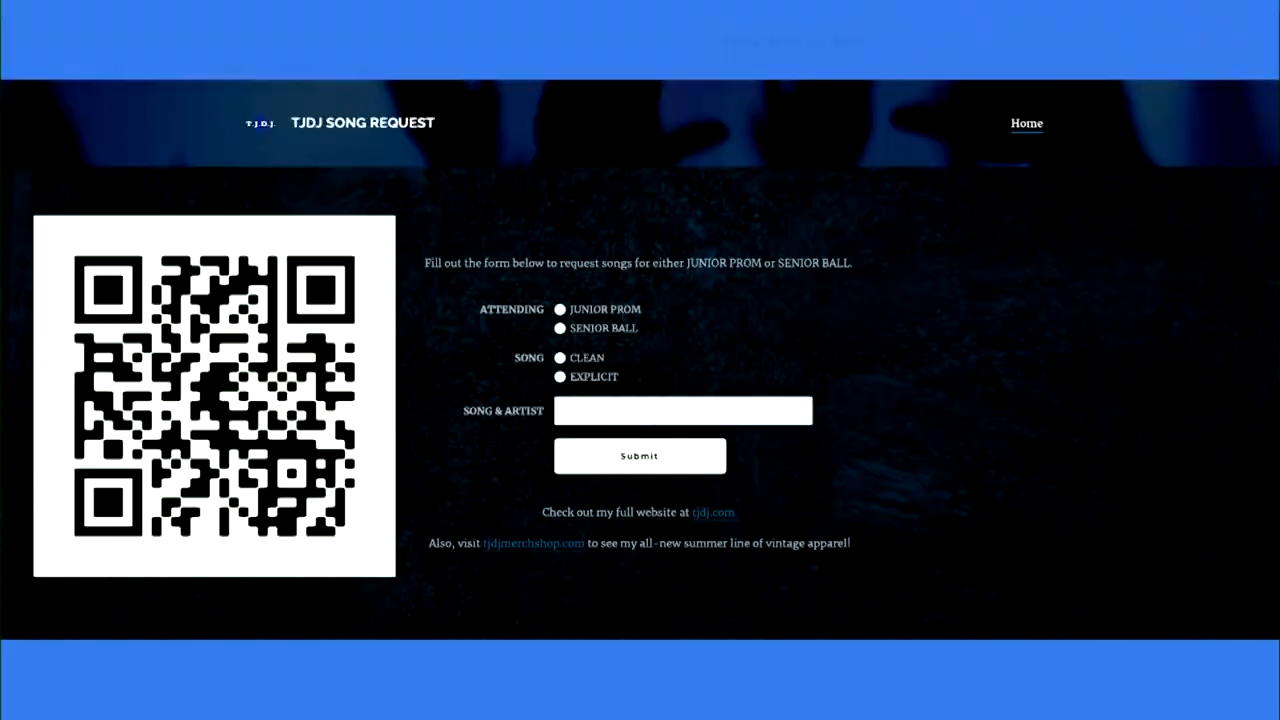 T.J.D.J. TJDJ SONG REQUEST
Home
Fill out the form below to request songs for either JUNIOR PROM or SENIOR BALL.
ATTENDING JUNIOR PROM
SENIOR BALL
SONG CLEAN
EXPLICIT
SONG & ARTIST
Submit
Check out my full website at tjdj.com
Also, visit tjdjmerchshop.com to see my all-new summer line of vintage apparel!